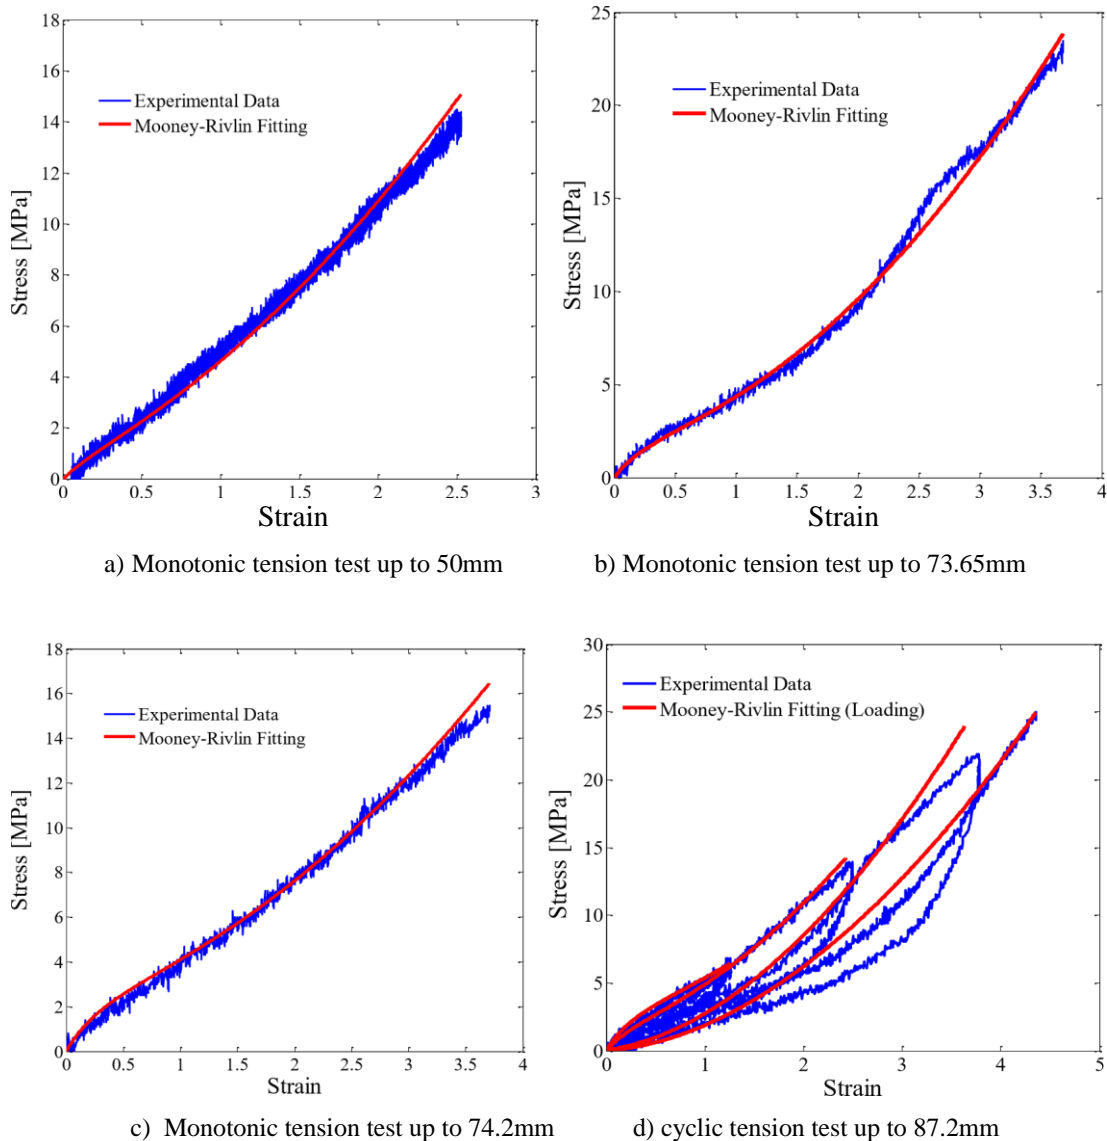 18
16
14
12
10
8
6
4
2
0
Stress [MPa]
Experimental Data
Mooney-Rivlin Fitting
0 0.5 1 1.5 2 2.5 3
Strain
a) Monotonic tension test up to 50mm
25
20
15
10
5
0
Stress [MPa]
Experimental Data
Mooney-Rivlin Fitting
0 0.5 1 1.5 2 2.5 3 3.5 4
Strain
b) Monotonic tension test up to 73.65mm
18
16
14
12
10
8
6
4
2
0
Stress [MPa]
Experimental Data
Mooney-Rivlin Fitting
0 0.5 1 1.5 2 2.5 3 3.5 4
Strain
c) Monotonic tension test up to 74.2mm
30
25
20
15
10
5
0
Stress [MPa]
Experimental Data
Mooney-Rivlin Fitting (Loading)
0 1 2 3 4 5
Strain
d) cyclic tension test up to 87.2mm